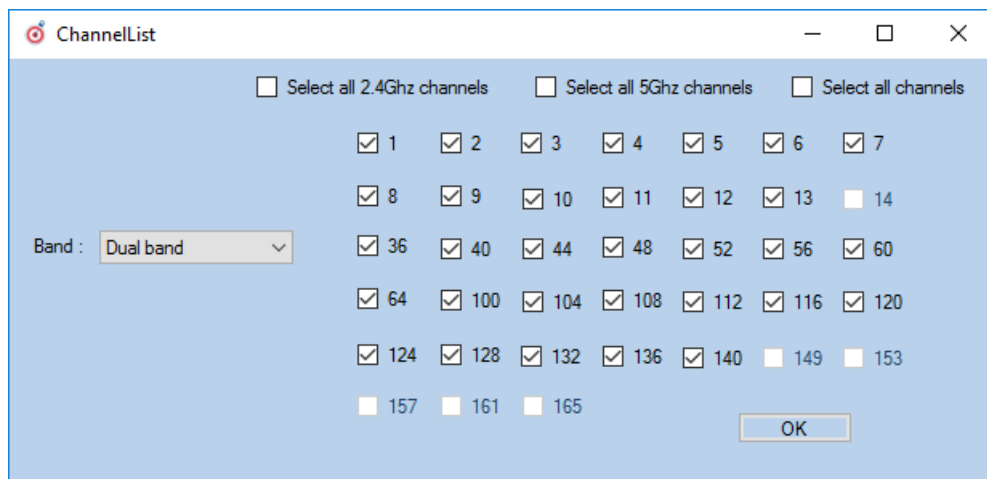 ChannelList
Select all 2.4Ghz channels Select all 5Ghz channels Select all channels
1 2 3 4 5 6 7
8 9 10 11 12 13 14
Band : Dual band 36 40 44 48 52 56 60
64 100 104 108 112 116 120
124 128 132 136 140 149 153
157 161 165
OK